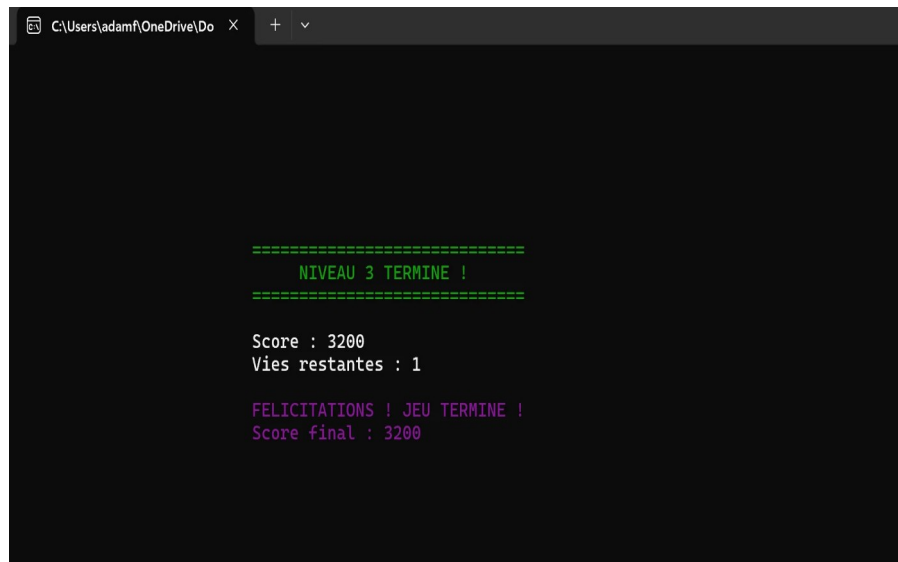 C:\Users\adamf\OneDrive\Do
==============================
NIVEAU 3 TERMINE !
==============================
Score : 3200
Vies restantes : 1
FELICITATIONS ! JEU TERMINE !
Score final : 3200